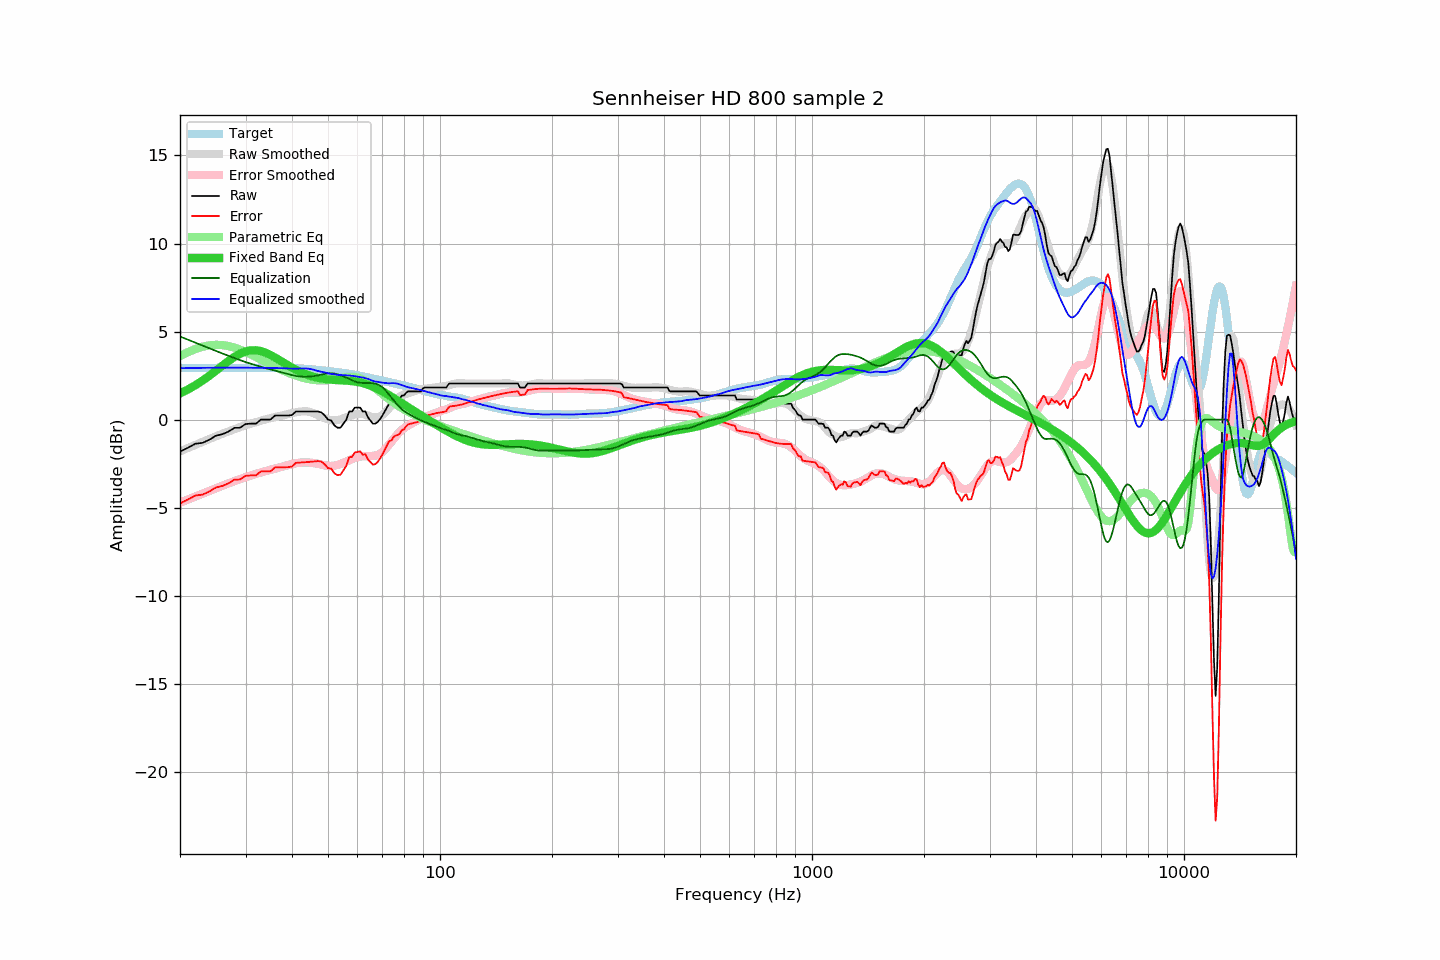 Sennheiser HD 800 sample 2
Target
Raw Smoothed
Error Smoothed
Raw
Error
Parametric Eq
Fixed Band Eq
Equalization
Equalized smoothed
15
10
5
0
−5
−10
−15
−20
Amplitude (dBr)
100 1000 10000
Frequency (Hz)